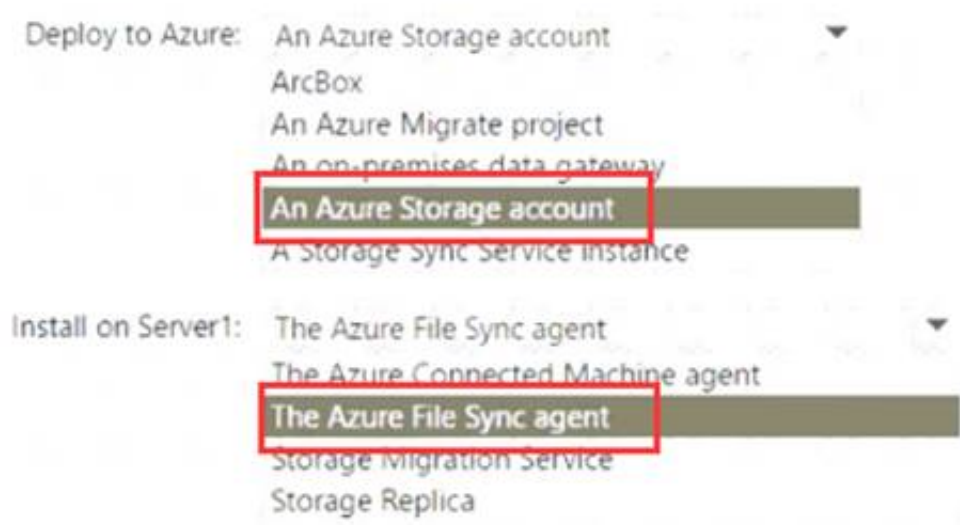 Deploy to Azure: An Azure Storage account
ArcBox
An Azure Migrate project
An on-premises data gateway
An Azure Storage account
A Storage Sync Service instance
Install on Server1: The Azure File Sync agent
The Azure Connected Machine agent
The Azure File Sync agent
Storage Migration Service
Storage Replica